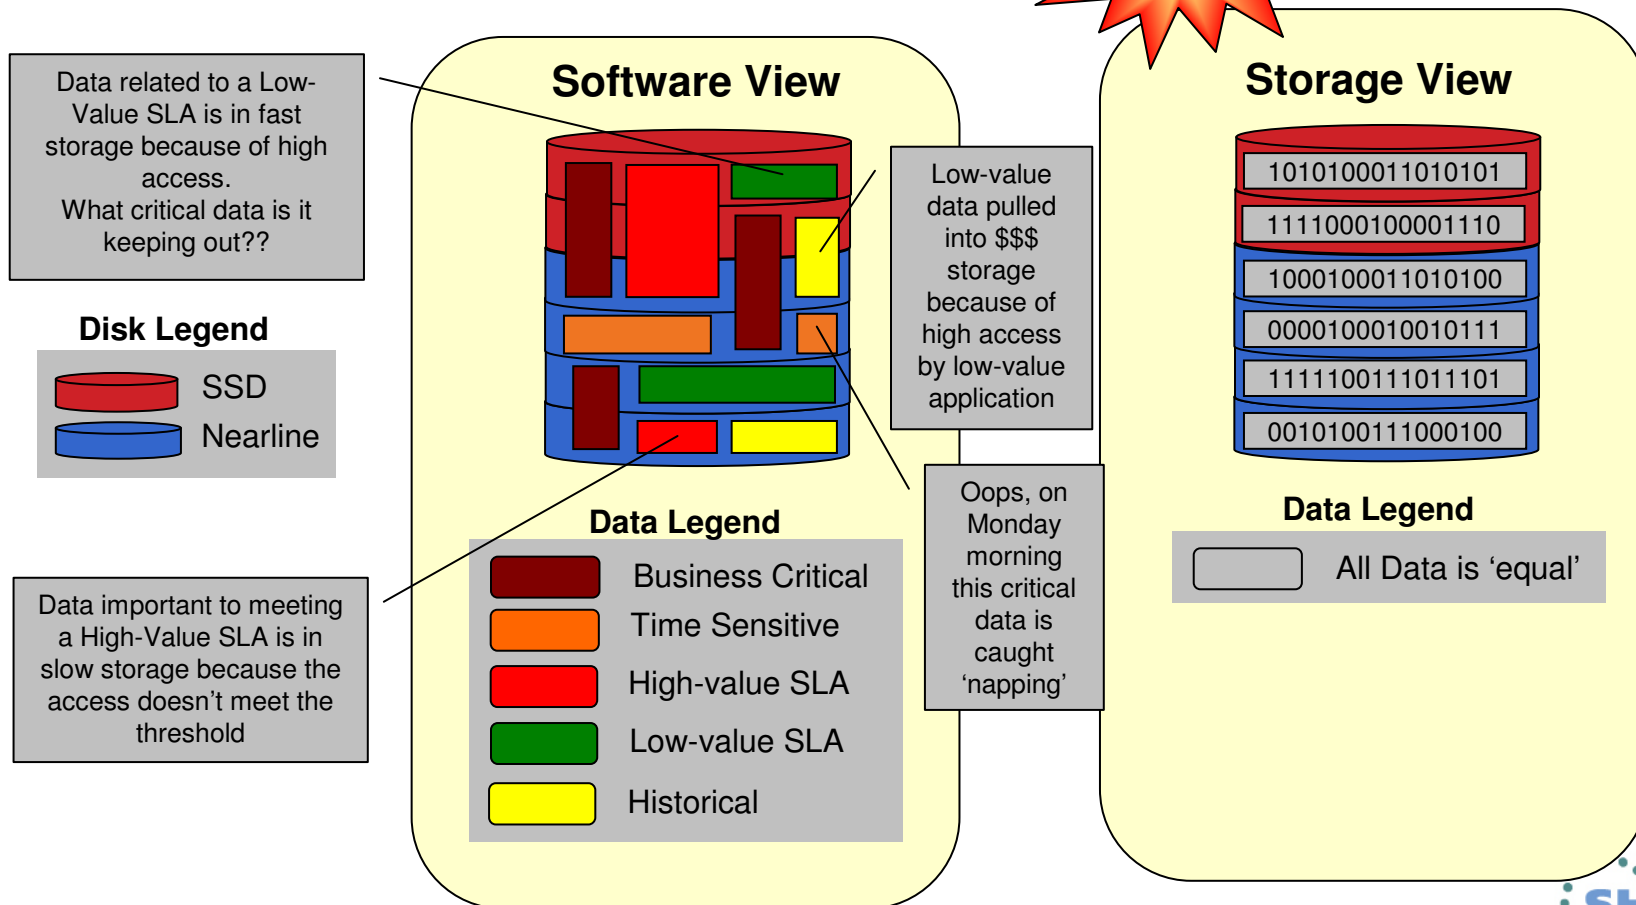 Data related to a Low-
Value SLA is in fast
storage because of high
access.
What critical data is it
keeping out??
Disk Legend
SSD
Nearline
Data important to meeting
a High-Value SLA is in
slow storage because the
access doesn't meet the
threshold
Software View
Data Legend
Business Critical
Time Sensitive
High-value SLA
Low-value SLA
Historical
Low-value
data pulled
into $$$
storage
because of
high access
by low-value
application
Oops, on
Monday
morning
this critical
data is
caught
‘napping’
Storage View
1010100011010101
1111000100001110
1000100011010100
0000100010010111
1111100111011101
0010100111000100
Data Legend
All Data is ‘equal’